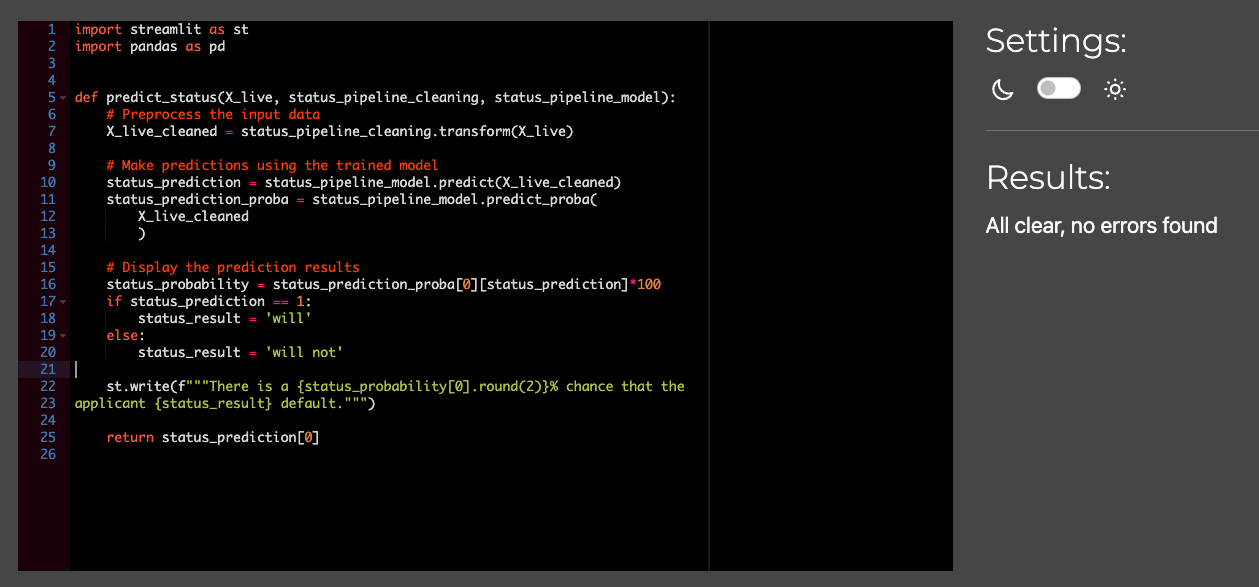 1 import streamlit as st
2 import pandas as pd
3
4
5 def predict_status(X_live, status_pipeline_cleaning, status_pipeline_model):
6     # Preprocess the input data
7     X_live_cleaned = status_pipeline_cleaning.transform(X_live)
8
9     # Make predictions using the trained model
10     status_prediction = status_pipeline_model.predict(X_live_cleaned)
11     status_prediction_proba = status_pipeline_model.predict_proba(
12         X_live_cleaned
13         )
14
15     # Display the prediction results
16     status_probability = status_prediction_proba[0][status_prediction]*100
17     if status_prediction == 1:
18         status_result = 'will'
19     else:
20         status_result = 'will not'
21
22     st.write(f"""There is a {status_probability[0].round(2)}% chance that the
23 applicant {status_result} default.""")
24
25     return status_prediction[0]
26
Settings:
Results:
All clear, no errors found